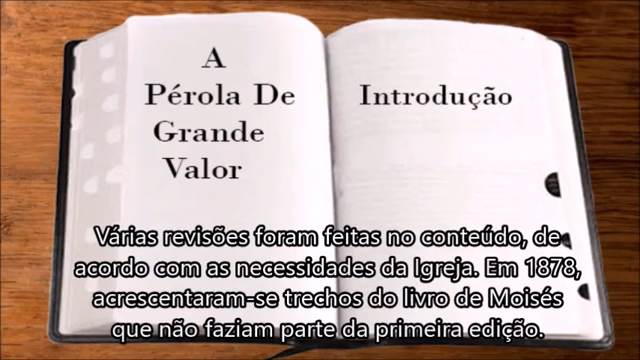 A
Pérola De
Grande
Valor
Introdução
Várias revisões foram feitas no conteúdo, de
acordo com as necessidades da Igreja. Em 1878,
acrescentaram-se trechos do livro de Moisés
que não faziam parte da primeira edição.